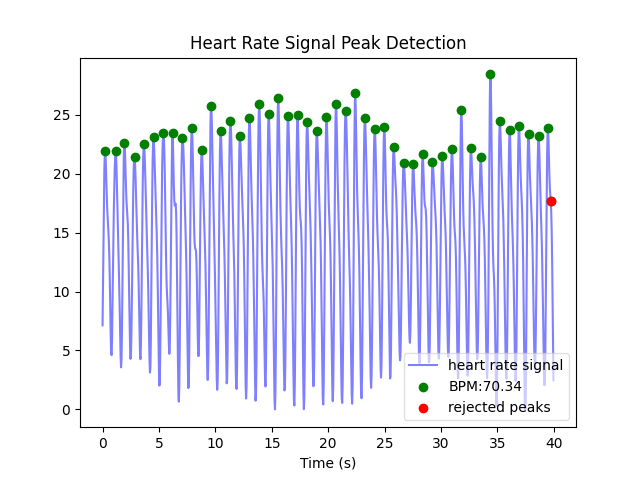 Heart Rate Signal Peak Detection
25
20
15
10
5
0
heart rate signal
BPM:70.34
rejected peaks
0 5 10 15 20 25 30 35 40
Time (s)